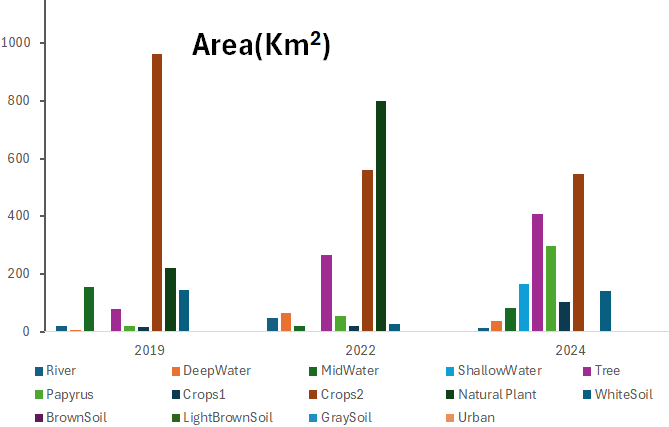 Area(Km²)
1000
800
600
400
200
0
2019 2022 2024
River DeepWater MidWater ShallowWater Tree
Papyrus Crops1 Crops2 Natural Plant WhiteSoil
BrownSoil LightBrownSoil GraySoil Urban